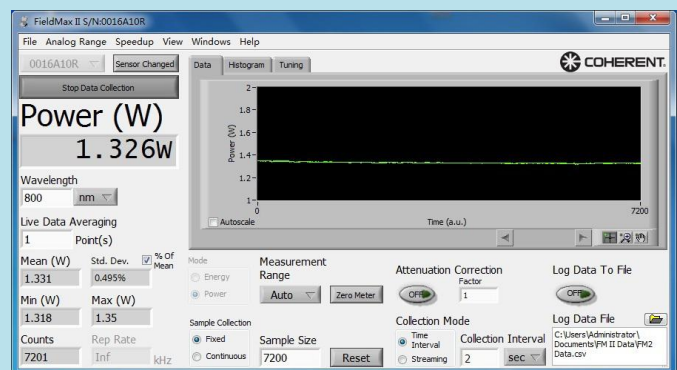 FieldMax II S/N:0016A10R
File Analog Range Speedup View Windows Help
0016A10R Sensor Changed
Stop Data Collection
Power (W)
1.326W
Wavelength
800 nm
Live Data Averaging
1 Point(s)
Mean (W) Std. Dev. % Of Mean
1.331 0.495%
Min (W) Max (W)
1.318 1.35
Counts Rep Rate
7201 Inf kHz
Data Histogram Tuning
COHERENT.
Power (W)
2
1.8
1.6
1.4
1.2
1
0 7200
Autoscale Time (a.u.)
Mode
Energy
Power
Measurement
Range
Auto Zero Meter
Attenuation Correction
Factor
OFF 1
Log Data To File
OFF
Sample Collection
Fixed
Continuous
Sample Size
7200 Reset
Collection Mode
Time
Interval
Streaming
Collection Interval
2 sec
Log Data File
C:\Users\Administrator\
Documents\FM II Data\FM2
Data.csv